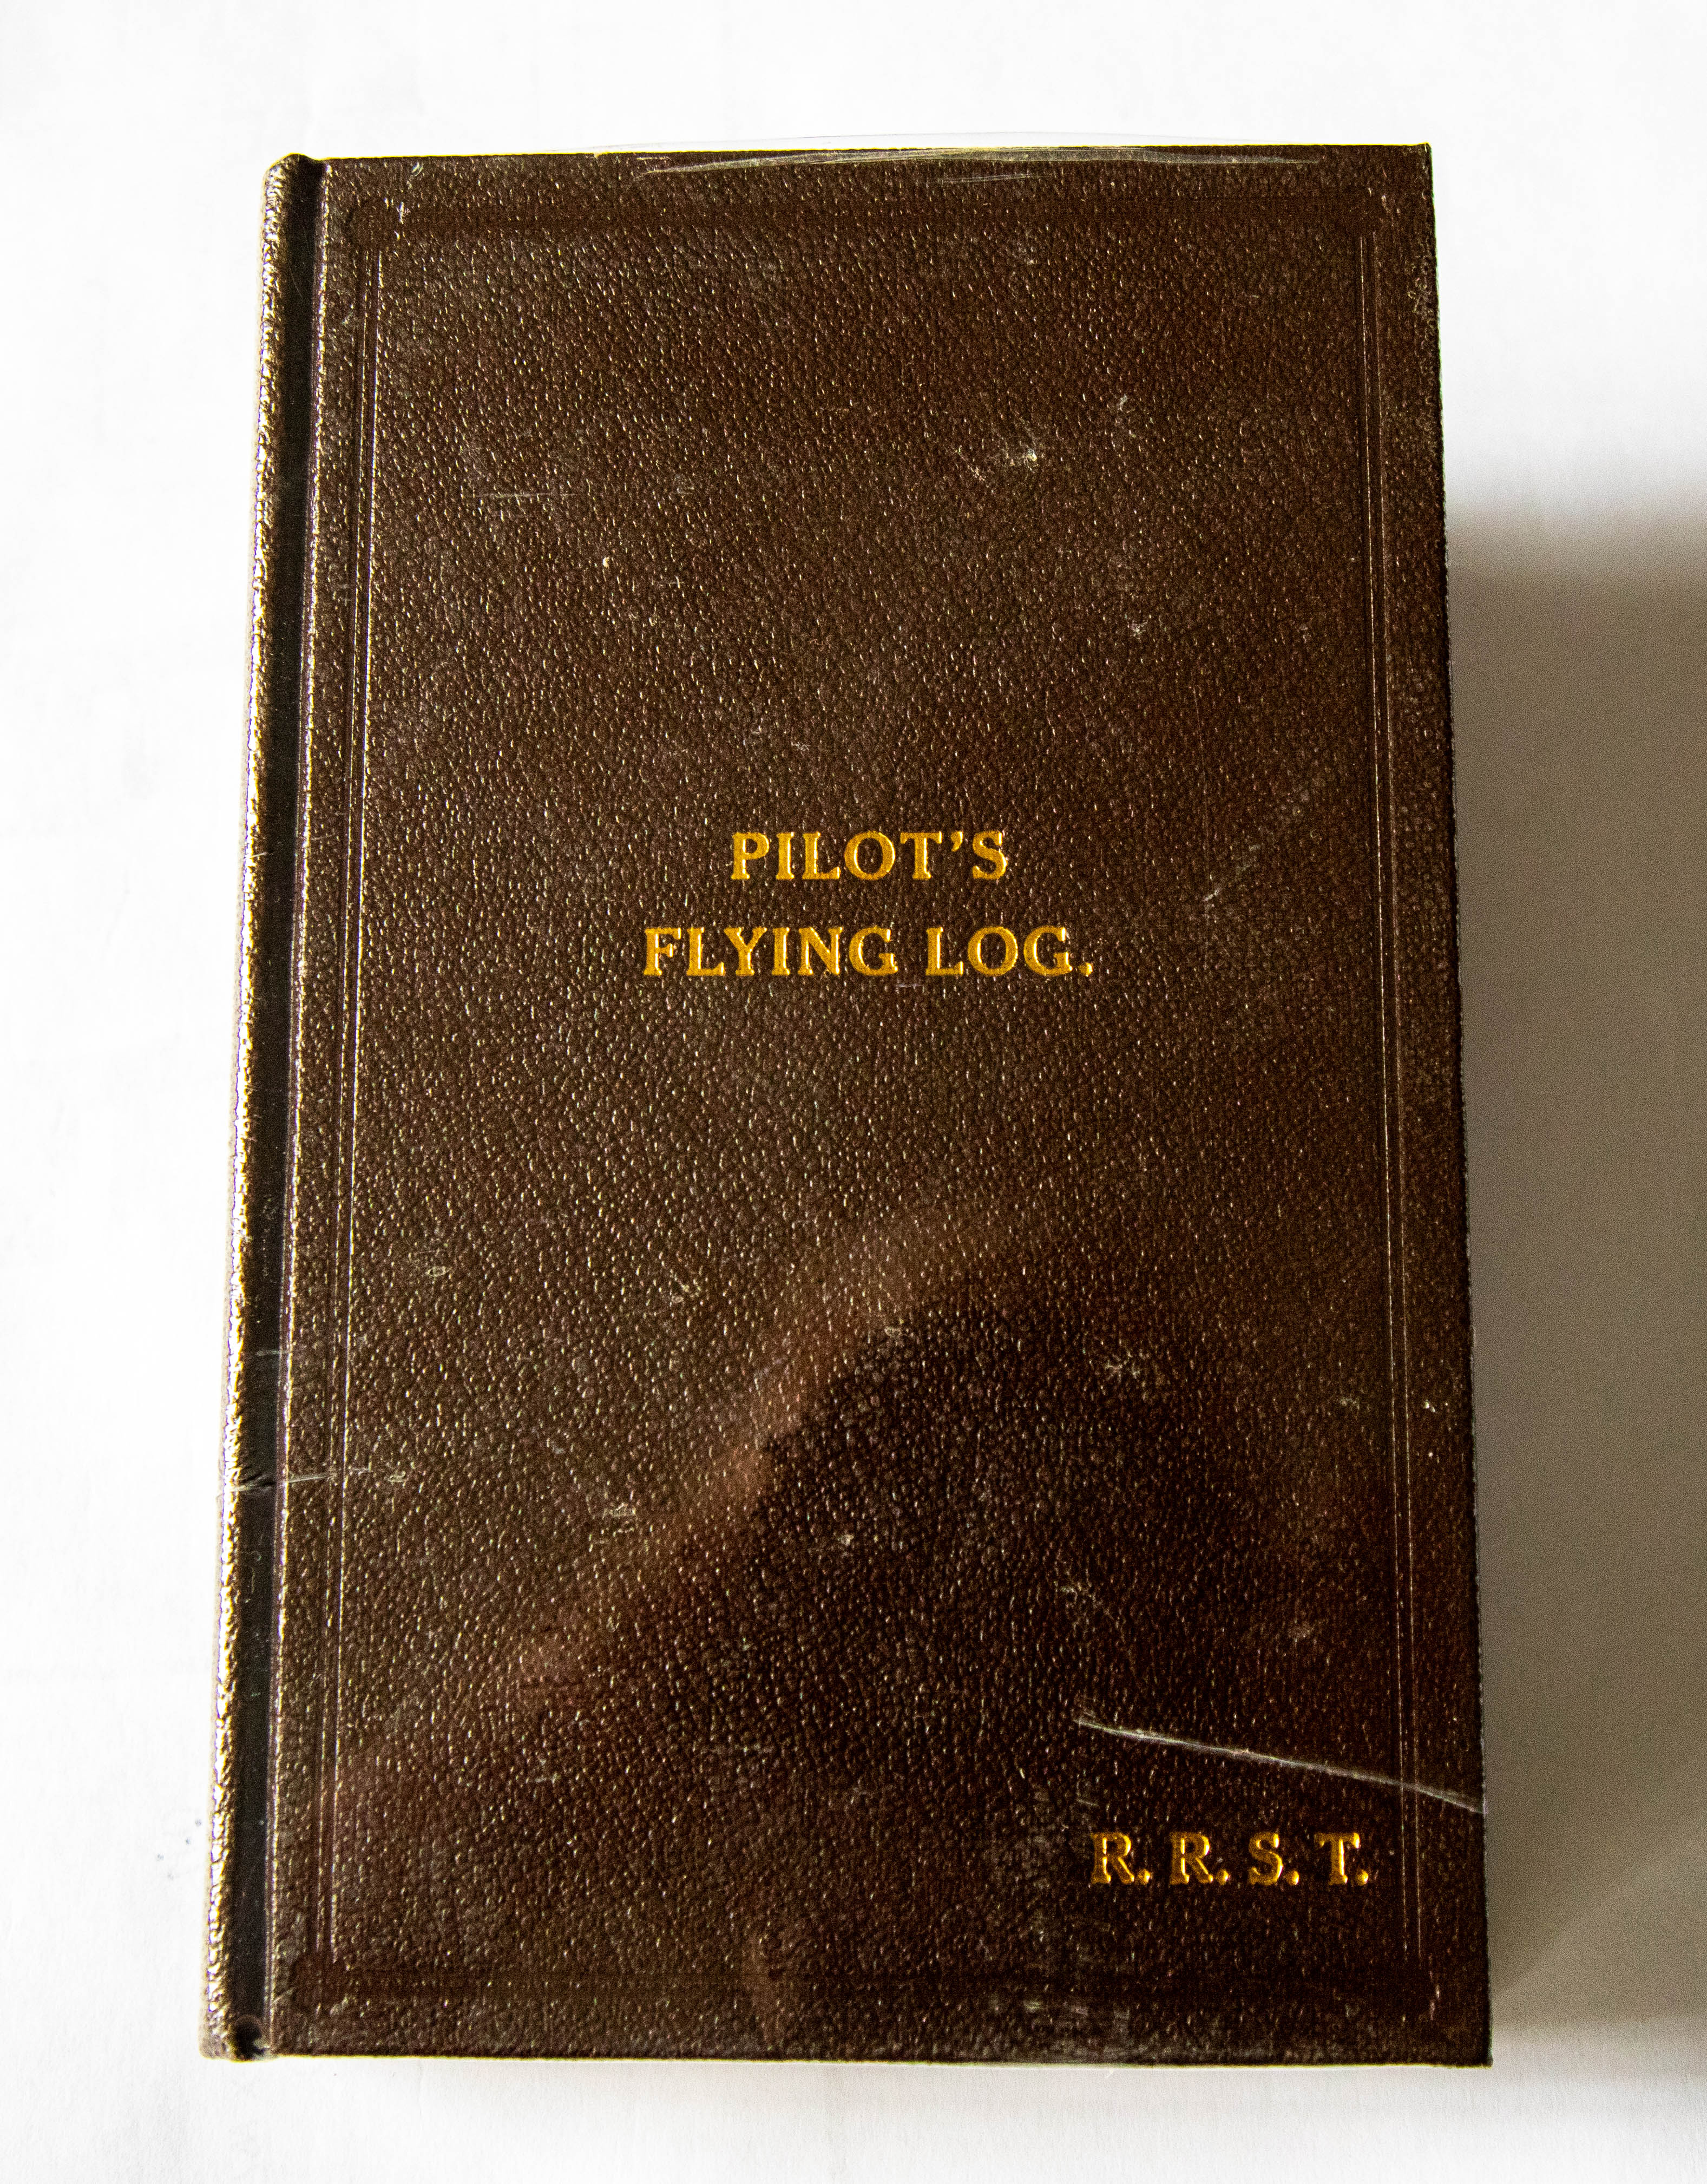 PILOT'S
FLYING LOG.
R. R. S. T.